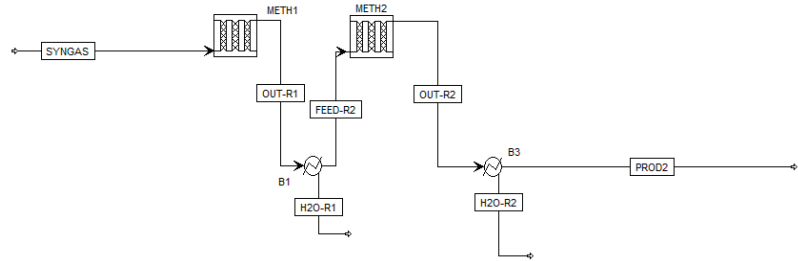 METH1
METH2
SYNGAS
OUT-R1
FEED-R2
OUT-R2
B1
B3
PROD2
H2O-R1
H2O-R2